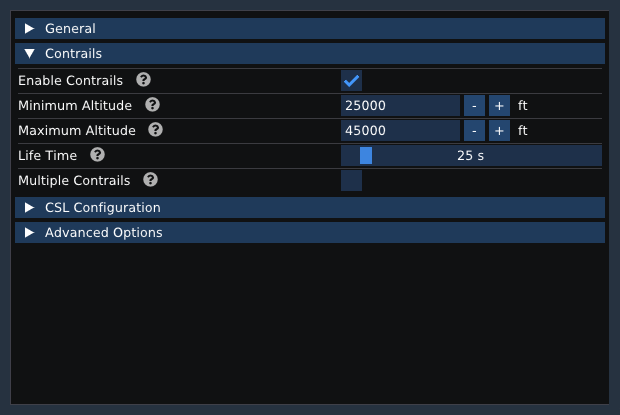 General
Contrails
Enable Contrails ?
Minimum Altitude ? 25000 - + ft
Maximum Altitude ? 45000 - + ft
Life Time ? 25 s
Multiple Contrails ?
CSL Configuration
Advanced Options